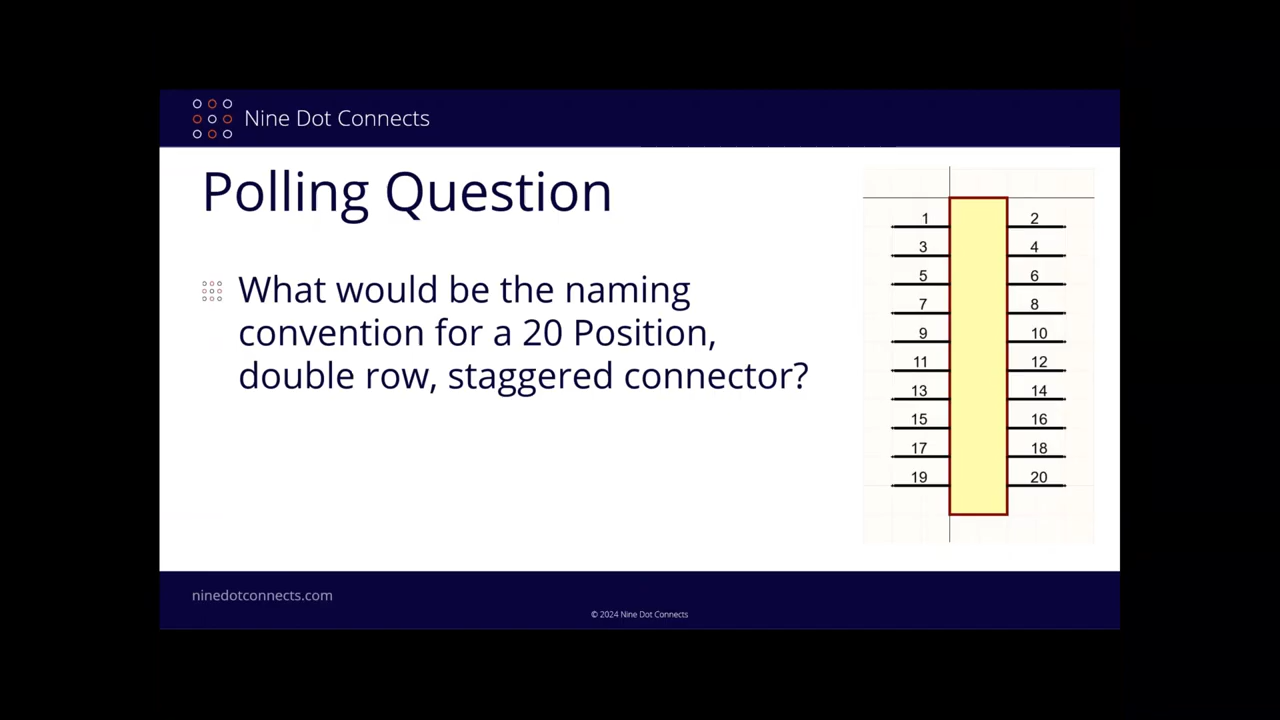 Nine Dot Connects
Polling Question
What would be the naming
convention for a 20 Position,
double row, staggered connector?
1 2
3 4
5 6
7 8
9 10
11 12
13 14
15 16
17 18
19 20
ninedotconnects.com
© 2024 Nine Dot Connects